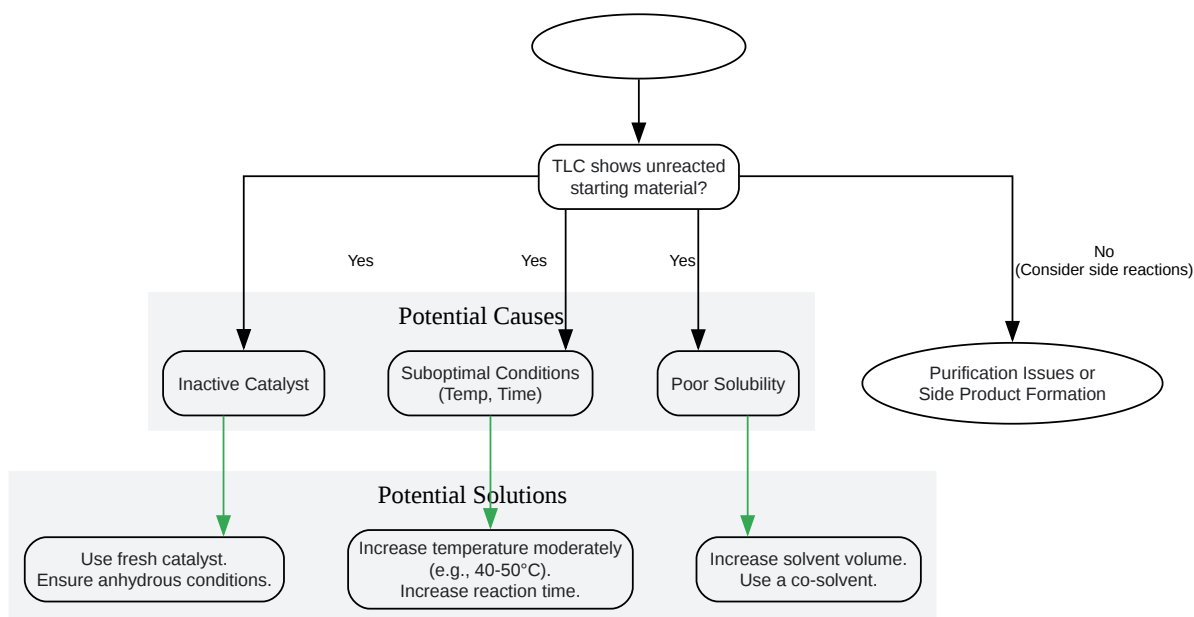 TLC shows unreacted
starting material?
Yes
Yes
Yes
No
(Consider side reactions)
Potential Causes
Inactive Catalyst
Suboptimal Conditions
(Temp, Time)
Poor Solubility
Purification Issues or
Side Product Formation
Potential Solutions
Use fresh catalyst.
Ensure anhydrous conditions.
Increase temperature moderately
(e.g., 40-50°C).
Increase reaction time.
Increase solvent volume.
Use a co-solvent.